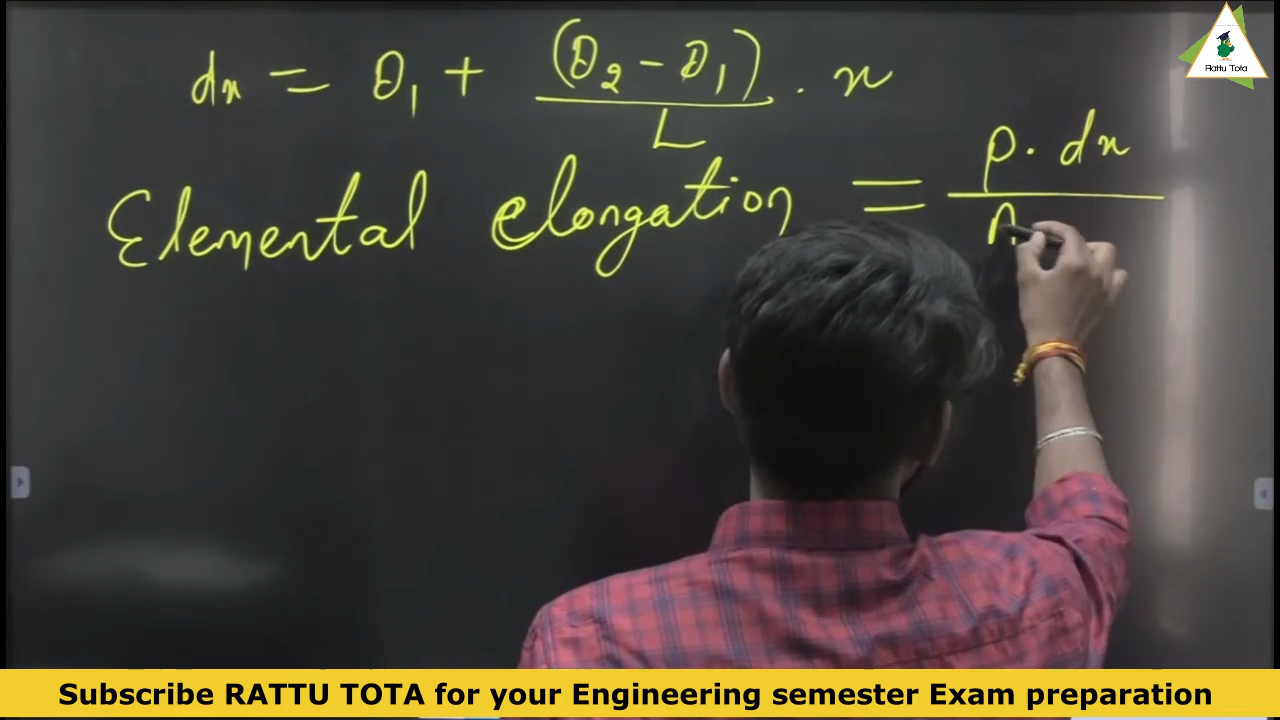 Rattu Tota
dx = D₁ + (D₂ - D₁) / L . x
Elemental elongation = P. dx / A
Subscribe RATTU TOTA for your Engineering semester Exam preparation